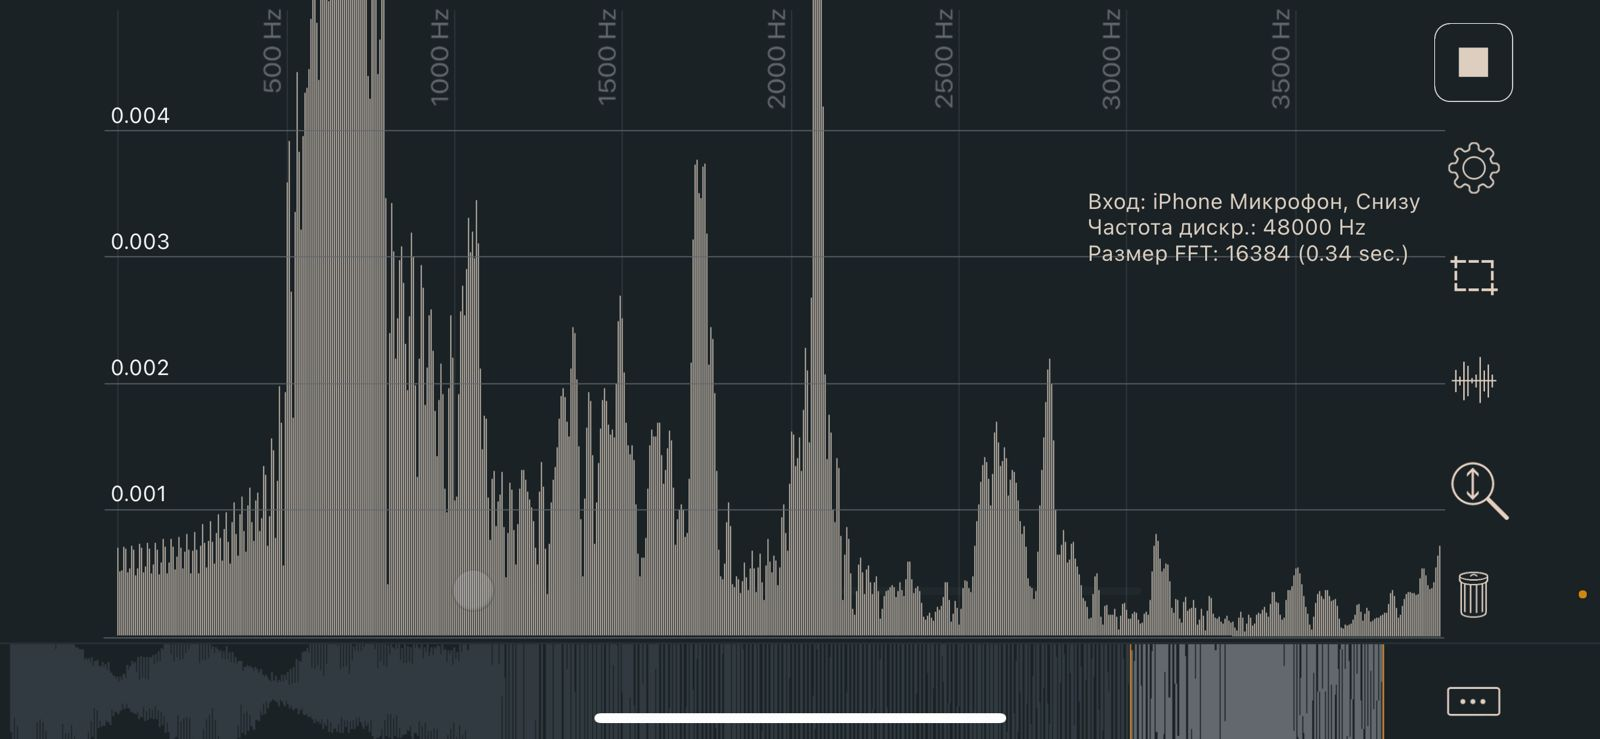 500 Hz
1000 Hz
1500 Hz
2000 Hz
2500 Hz
3000 Hz
3500 Hz
0.004
0.003
0.002
0.001
Вход: iPhone Микрофон, Снизу
Частота дискр.: 48000 Hz
Размер FFT: 16384 (0.34 sec.)